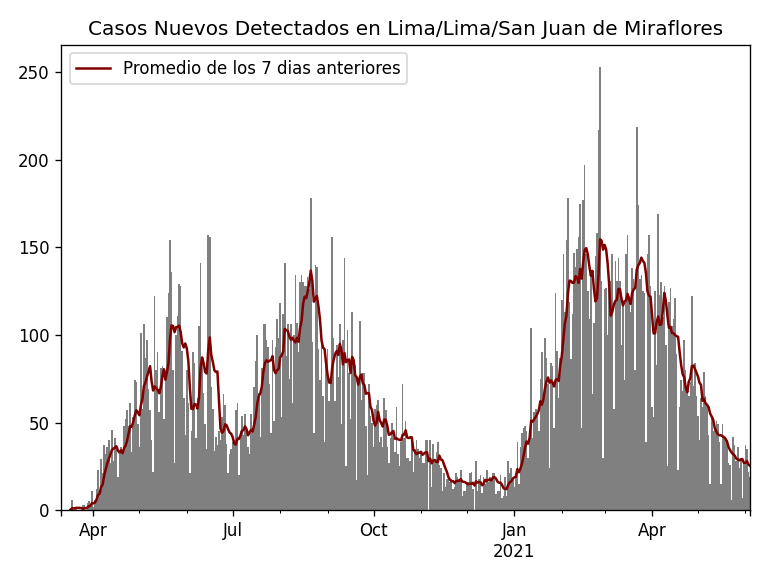 Casos Nuevos Detectados en Lima/Lima/San Juan de Miraflores
Promedio de los 7 dias anteriores
250
200
150
100
50
0
Apr Jul Oct Jan Apr
2021